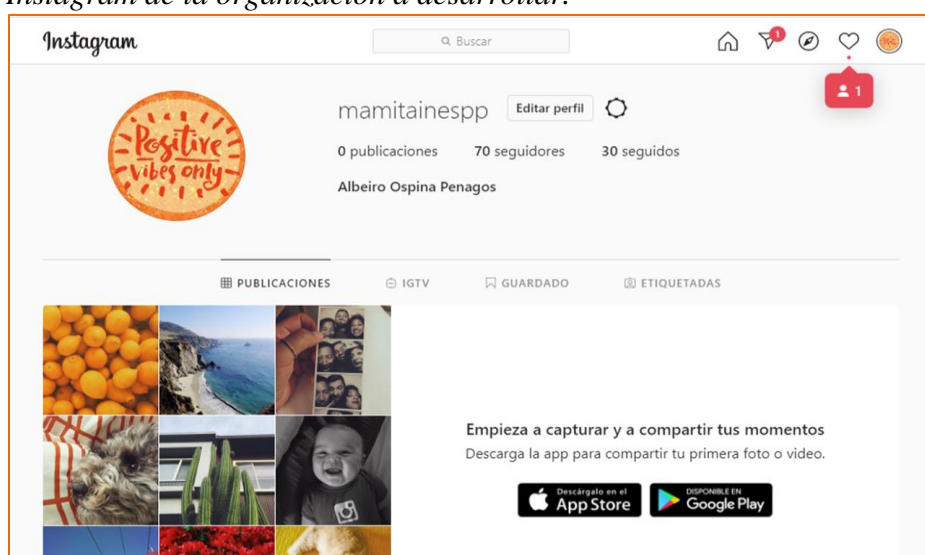 Instagram de la organización a desarrollar.
Instagram
Buscar
1
1
Positive
vibes only
mamitainespp
Editar perfil
0 publicaciones 70 seguidores 30 seguidos
Albeiro Ospina Penagos
PUBLICACIONES IGTV GUARDADO ETIQUETADAS
Empieza a capturar y a compartir tus momentos
Descarga la app para compartir tu primera foto o video.
Descárgalo en el
App Store
DISPONIBLE EN
Google Play